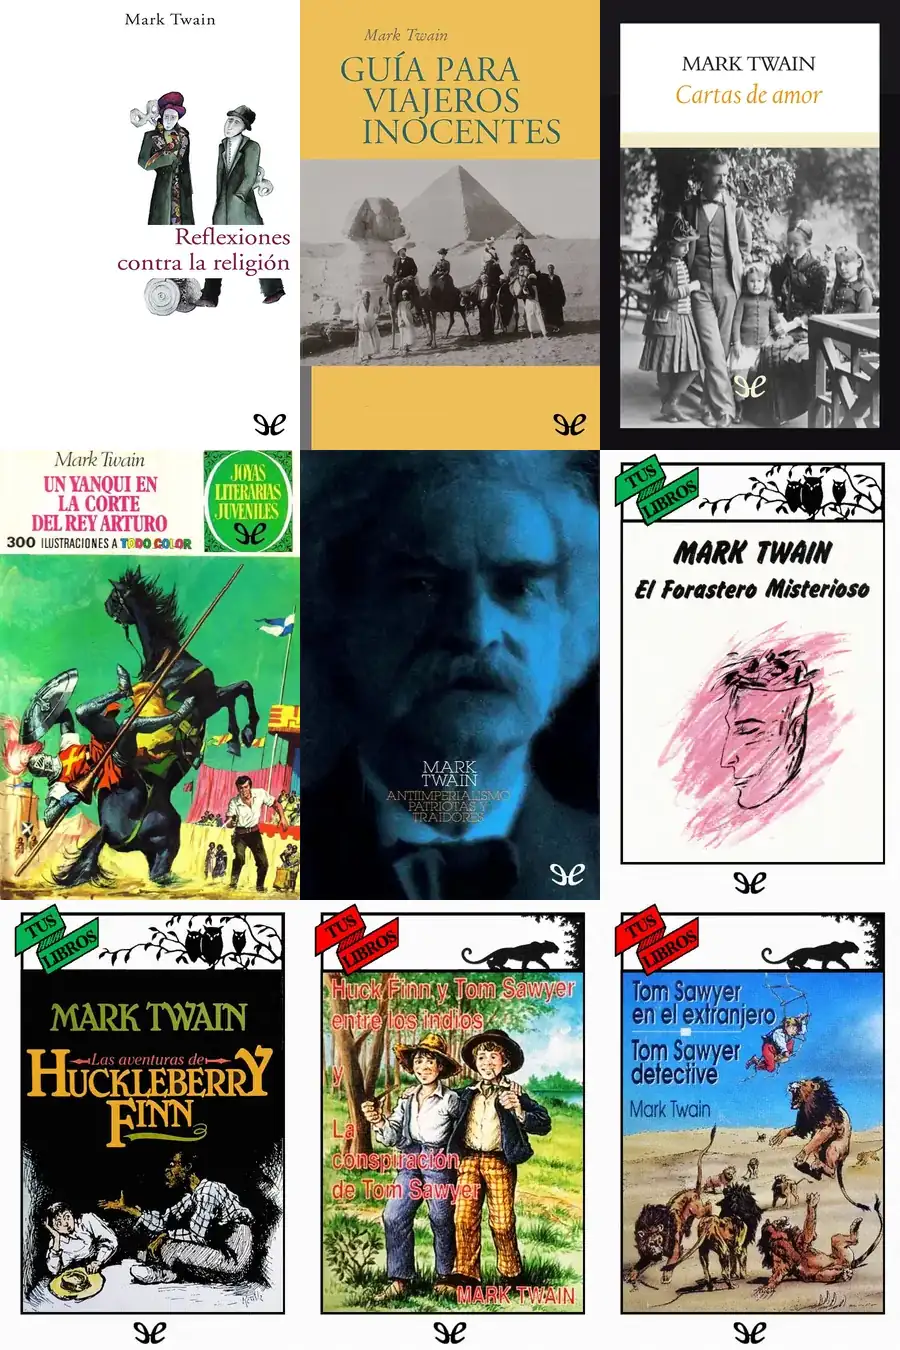 Mark Twain
Reflexiones
contra la religión
Mark Twain
GUÍA PARA
VIAJEROS
INOCENTES
MARK TWAIN
Cartas de amor
Mark Twain
UN YANQUI EN
LA CORTE
DEL REY ARTURO
300 ILUSTRACIONES A TODO COLOR
JOYAS
LITERARIAS
JUVENILES
MARK
TWAIN
ANTIIMPERIALISMO
PATRIOTAS Y
TRAIDORES
TUS
LIBROS
MARK TWAIN
El Forastero Misterioso
TUS
LIBROS
MARK TWAIN
Las aventuras de
HUCKLEBERRY
FINN
TUS
LIBROS
Huck Finn y Tom Sawyer
entre los indios
y
La
conspiración
de Tom Sawyer
MARK TWAIN
TUS
LIBROS
Tom Sawyer
en el extranjero
Tom Sawyer
detective
Mark Twain